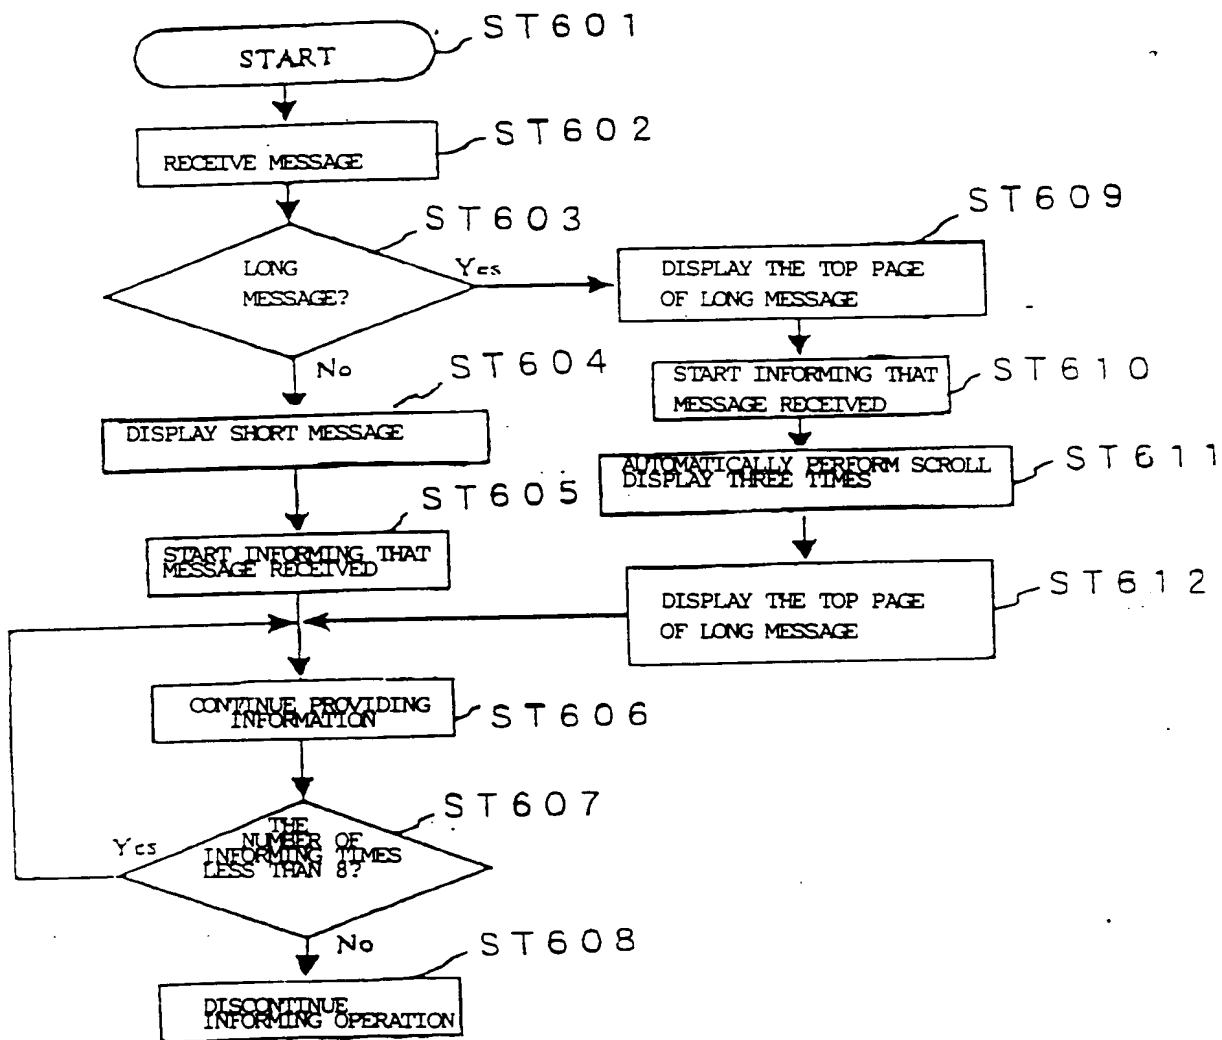 START
ST601
RECEIVE MESSAGE
ST602
LONG
MESSAGE?
ST603
Yes
No
DISPLAY SHORT MESSAGE
ST604
START INFORMING THAT
MESSAGE RECEIVED
ST605
CONTINUE PROVIDING
INFORMATION
ST606
THE
NUMBER OF
INFORMING TIMES
LESS THAN 8?
ST607
Yes
No
DISCONTINUE
INFORMING OPERATION
ST608
DISPLAY THE TOP PAGE
OF LONG MESSAGE
ST609
START INFORMING THAT
MESSAGE RECEIVED
ST610
AUTOMATICALLY PERFORM SCROLL
DISPLAY THREE TIMES
ST611
DISPLAY THE TOP PAGE
OF LONG MESSAGE
ST612